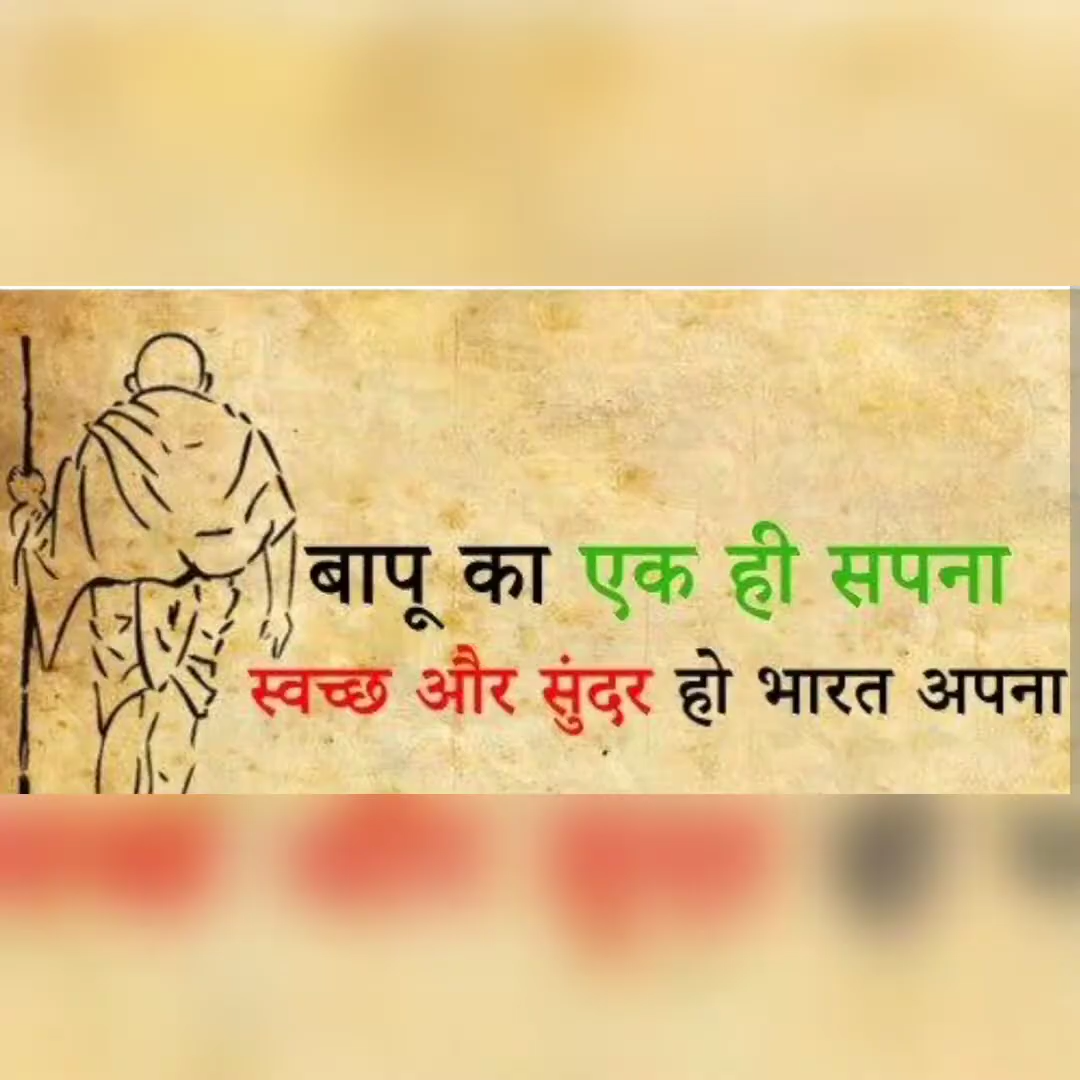 बापू का एक ही सपना
स्वच्छ और सुंदर हो भारत अपना